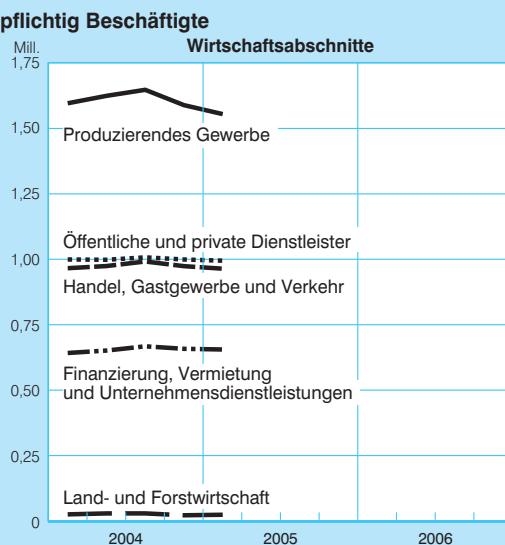 pflichtig Beschäftigte
Mill.
Wirtschaftsabschnitte
1,75
1,50
Produzierendes Gewerbe
1,25
Öffentliche und private Dienstleister
1,00
Handel, Gastgewerbe und Verkehr
0,75
Finanzierung, Vermietung
und Unternehmensdienstleistungen
0,50
0,25
Land- und Forstwirtschaft
0
2004
2005
2006